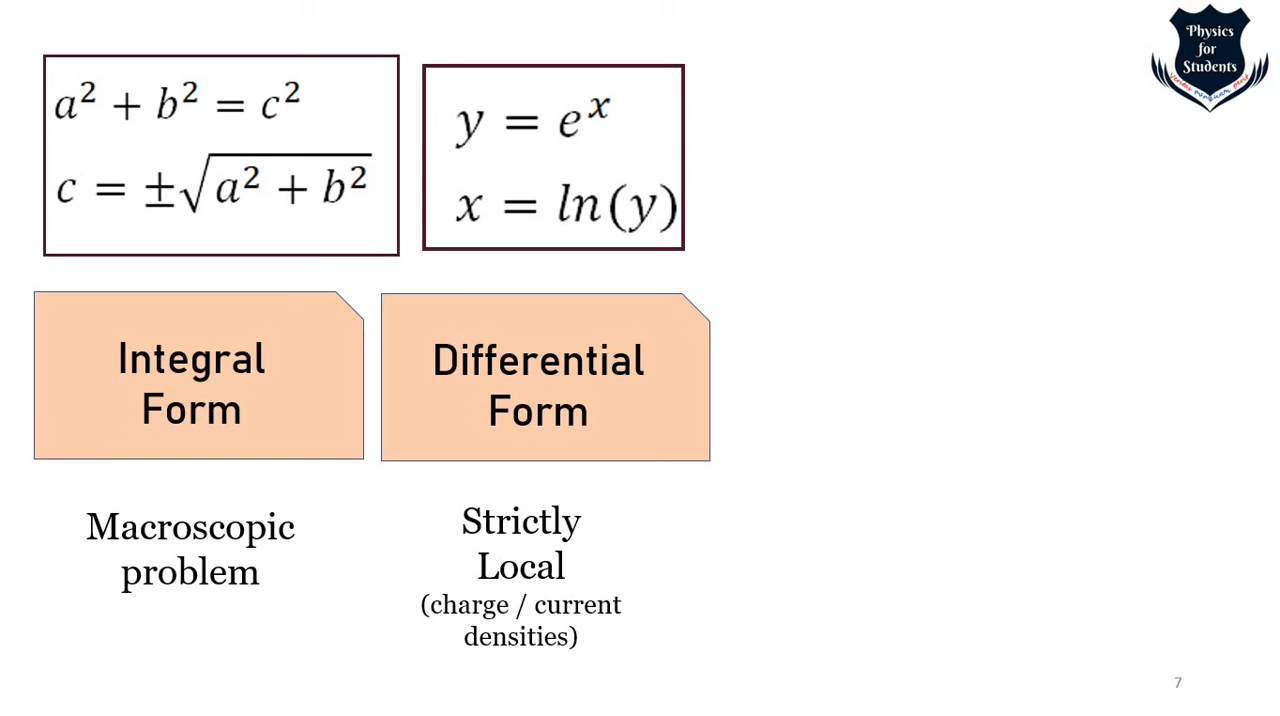 Physics
for
Students
a² + b² = c²
c = ±√(a² + b²)
y = eˣ
x = ln(y)
Integral
Form
Differential
Form
Macroscopic
problem
Strictly
Local
(charge / current
densities)
7